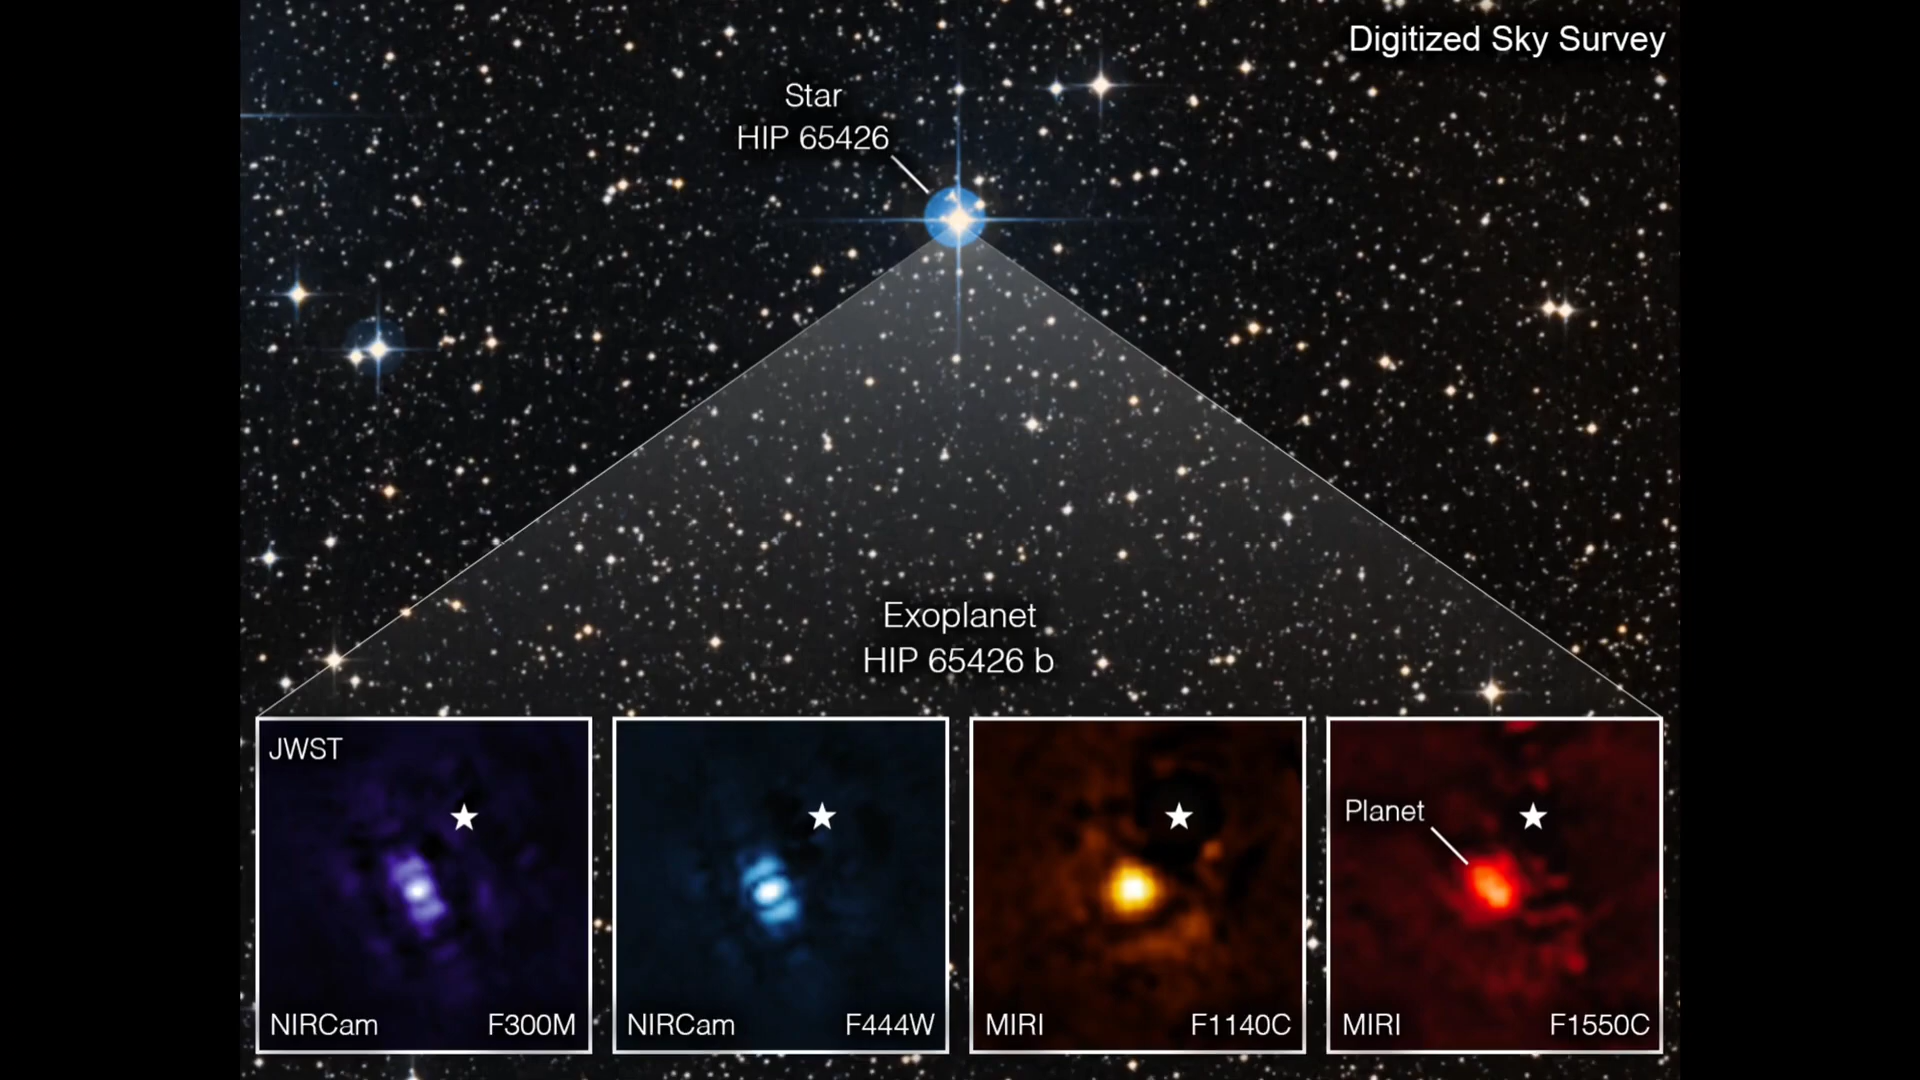 Digitized Sky Survey
Star
HIP 65426
Exoplanet
HIP 65426 b
JWST
NIRCam F300M
NIRCam F444W
MIRI F1140C
Planet
MIRI F1550C